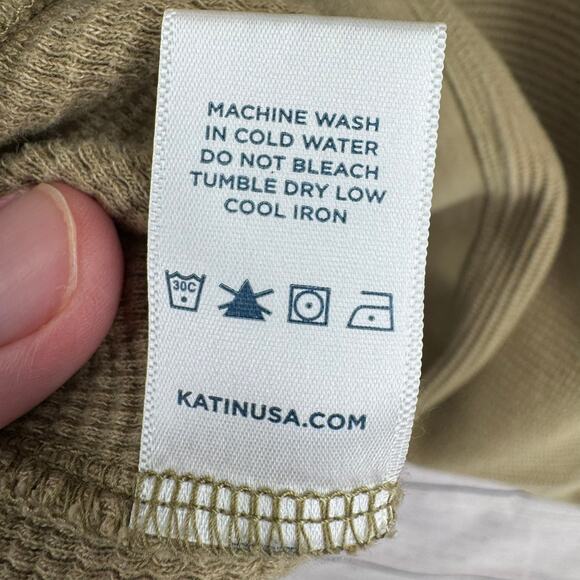 MACHINE WASH
IN COLD WATER
DO NOT BLEACH
TUMBLE DRY LOW
COOL IRON
30C
KATINUSA.COM